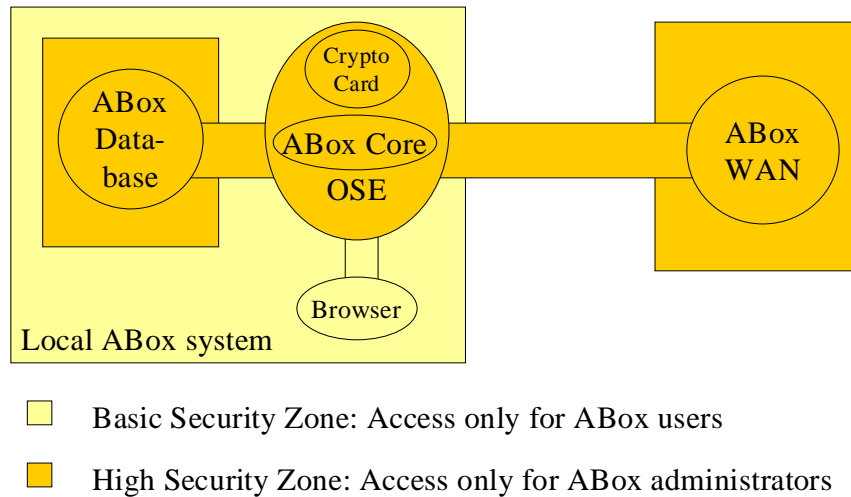 Crypto
Card
ABox
Data-
base
ABox Core
OSE
ABox
WAN
Browser
Local ABox system
Basic Security Zone: Access only for ABox users
High Security Zone: Access only for ABox administrators